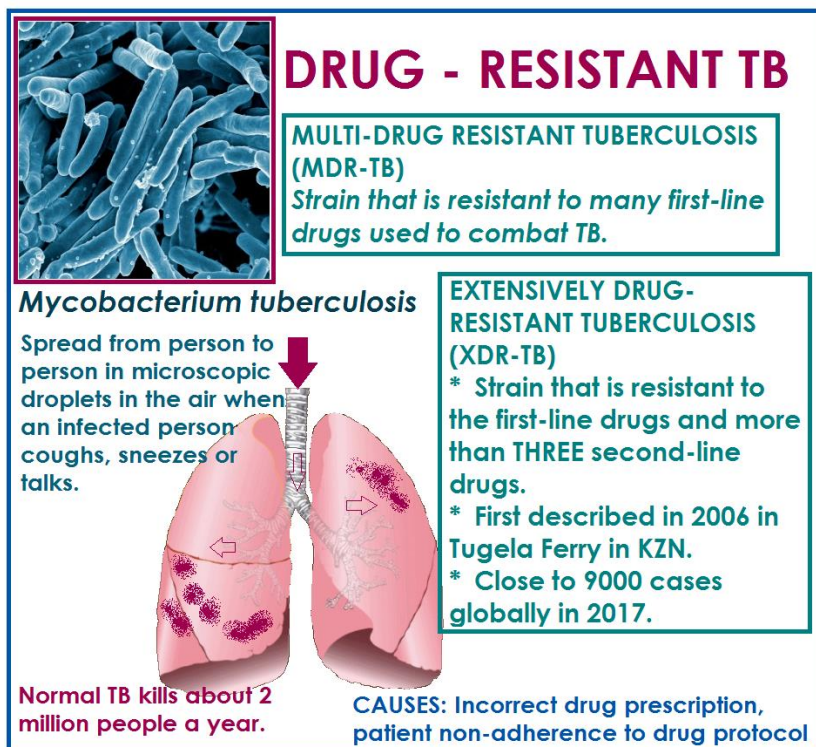 DRUG - RESISTANT TB
MULTI-DRUG RESISTANT TUBERCULOSIS
(MDR-TB)
Strain that is resistant to many first-line
drugs used to combat TB.
Mycobacterium tuberculosis
Spread from person to
person in microscopic
droplets in the air when
an infected person
coughs, sneezes or
talks.
EXTENSIVELY DRUG-
RESISTANT TUBERCULOSIS
(XDR-TB)
* Strain that is resistant to
the first-line drugs and more
than THREE second-line
drugs.
* First described in 2006 in
Tugela Ferry in KZN.
* Close to 9000 cases
globally in 2017.
Normal TB kills about 2
million people a year.
CAUSES: Incorrect drug prescription,
patient non-adherence to drug protocol